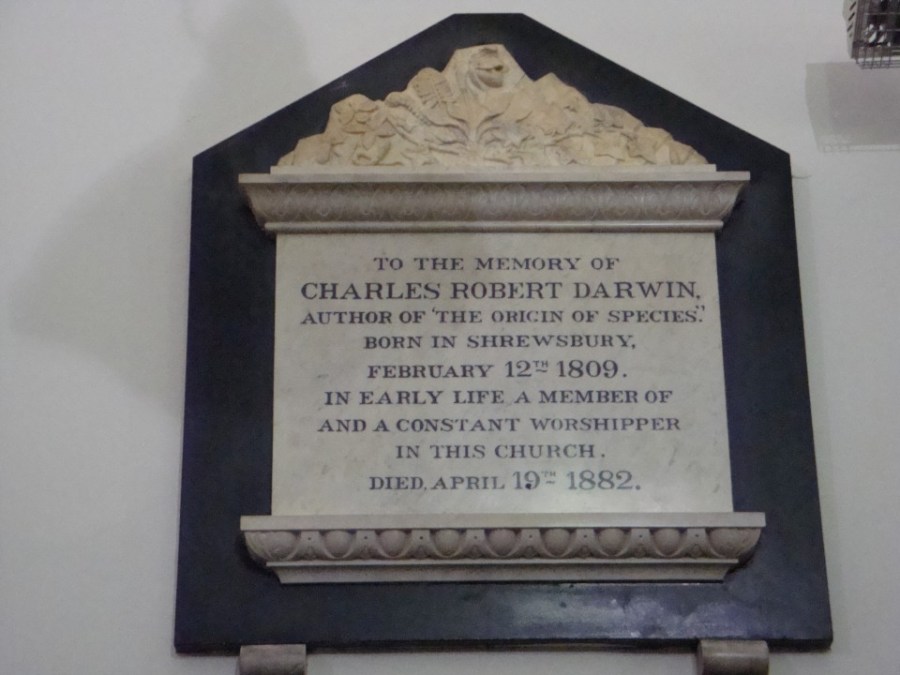 TO THE MEMORY OF
CHARLES ROBERT DARWIN,
AUTHOR OF "THE ORIGIN OF SPECIES."
BORN IN SHREWSBURY,
FEBRUARY 12TH 1809.
IN EARLY LIFE A MEMBER OF
AND A CONSTANT WORSHIPPER
IN THIS CHURCH.
DIED, APRIL 19TH 1882.